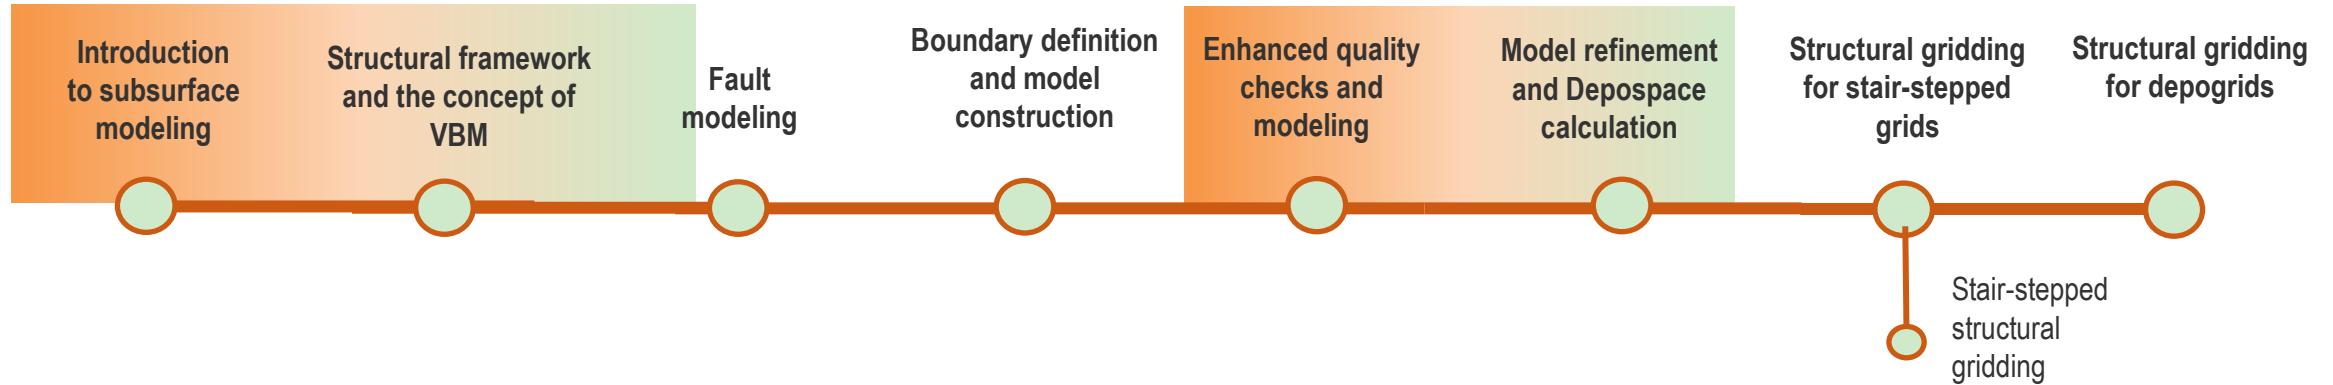 Introduction
to subsurface
modeling
Structural framework
and the concept of
VBM
Fault
modeling
Boundary definition
and model
construction
Enhanced quality
checks and
modeling
Model refinement
and Depospace
calculation
Structural gridding
for stair-stepped
grids
Structural gridding
for depogrids
Stair-stepped
structural
gridding